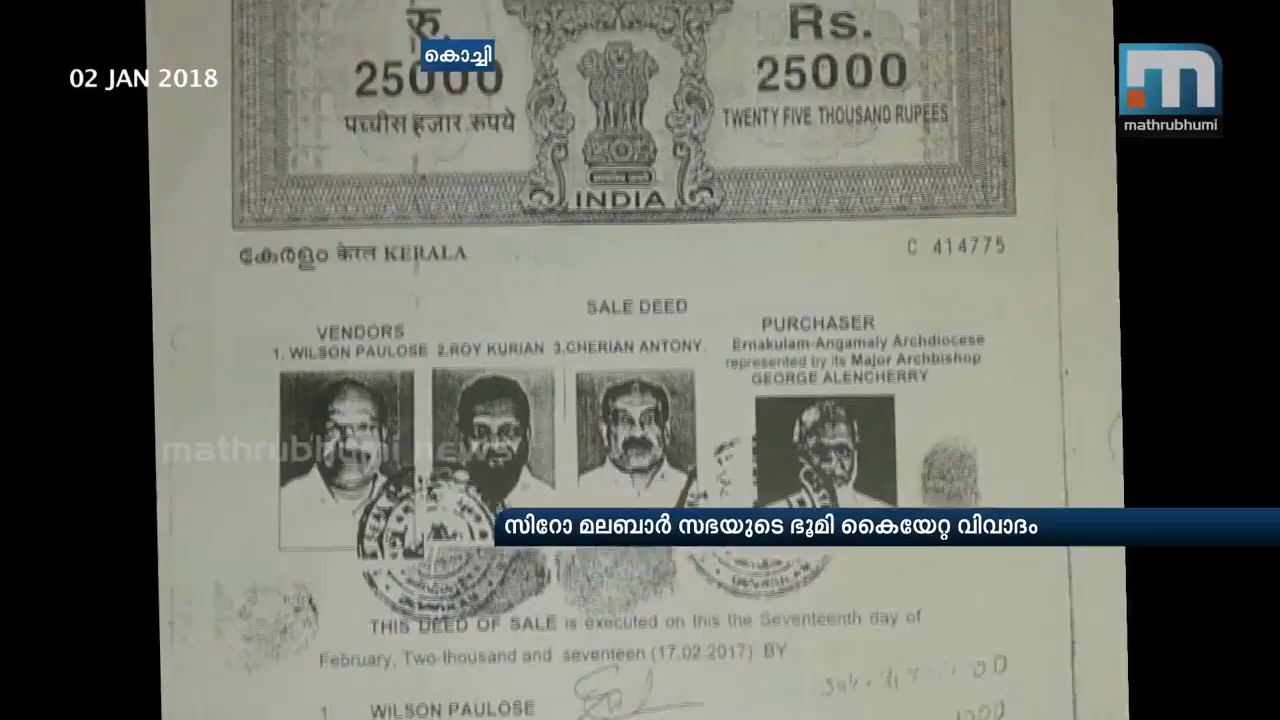 02 JAN 2018
कൊച്ചി
mathrubhumi
रु. 25000
पच्चीस हजार रुपये
Rs. 25000
TWENTY FIVE THOUSAND RUPEES
INDIA
കേരളം केरल KERALA
C 414775
SALE DEED
VENDORS
1. WILSON PAULOSE 2.ROY KURIAN 3.CHERIAN ANTONY.
PURCHASER
Ernakulam-Angamaly Archdiocese
represented by its Major Archbishop
GEORGE ALENCHERRY
mathrubhumi news
സിറോ മലബാർ സഭയുടെ ഭൂമി കൈയേറ്റ വിവാദം
THIS DEED OF SALE is executed on this the Seventeenth day of
February, Two-thousand and seventeen (17.02.2017) BY
1. WILSON PAULOSE